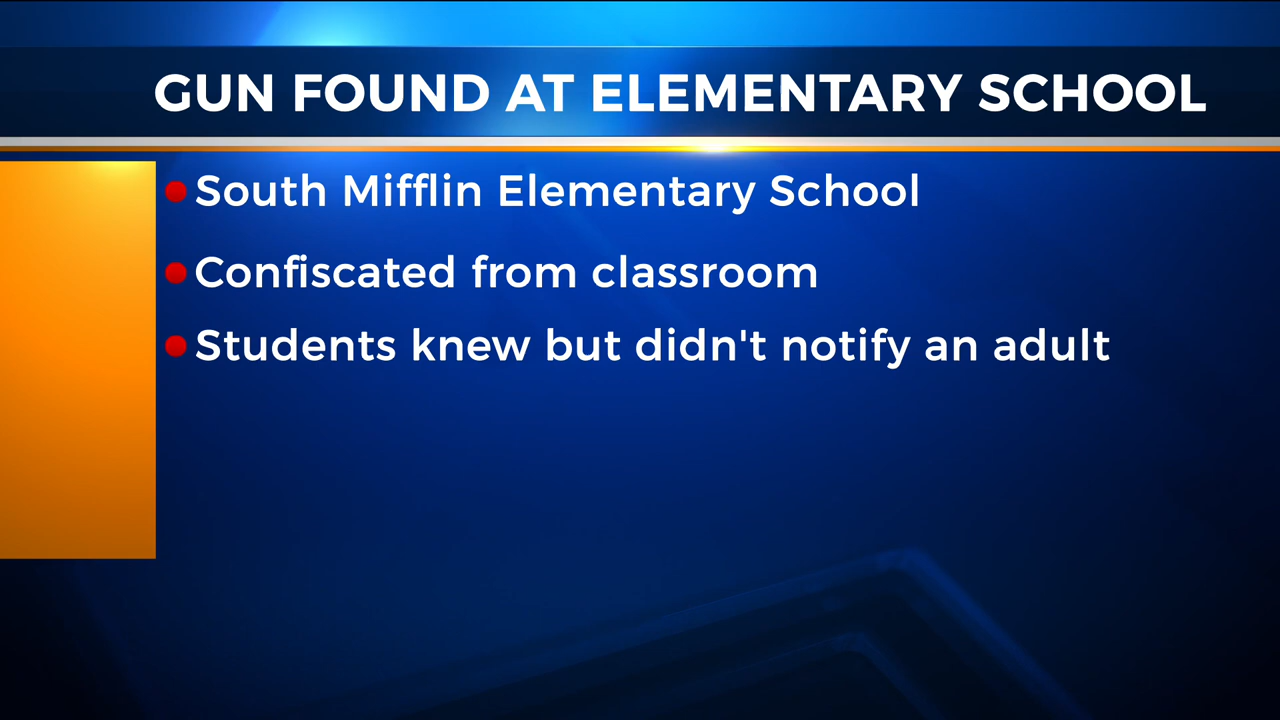 GUN FOUND AT ELEMENTARY SCHOOL
South Mifflin Elementary School
Confiscated from classroom
Students knew but didn't notify an adult